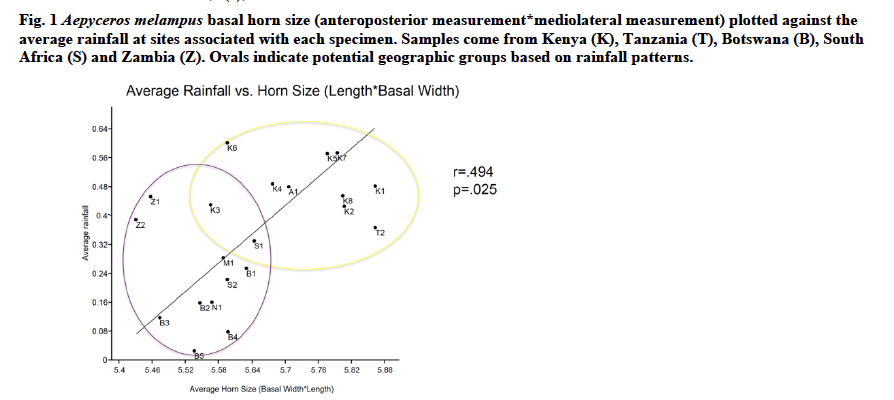 Fig. 1 Aepyceros melampus basal horn size (anteroposterior measurement*mediolateral measurement) plotted against the
average rainfall at sites associated with each specimen. Samples come from Kenya (K), Tanzania (T), Botswana (B), South
Africa (S) and Zambia (Z). Ovals indicate potential geographic groups based on rainfall patterns.
Average Rainfall vs. Horn Size (Length*Basal Width)
0.64
K6
0.56
K5 K7
r=.494
p=.025
0.48
K4 A1 K1
Z1
K8
K3 K2
0.4
Z2
T2
0.32
S1
M1
0.24
B1
S2
0.16
B2 N1
B3
0.08
B4
B5
0
Average rainfall
5.4 5.46 5.52 5.58 5.64 5.7 5.76 5.82 5.88
Average Horn Size (Basal Width*Length)